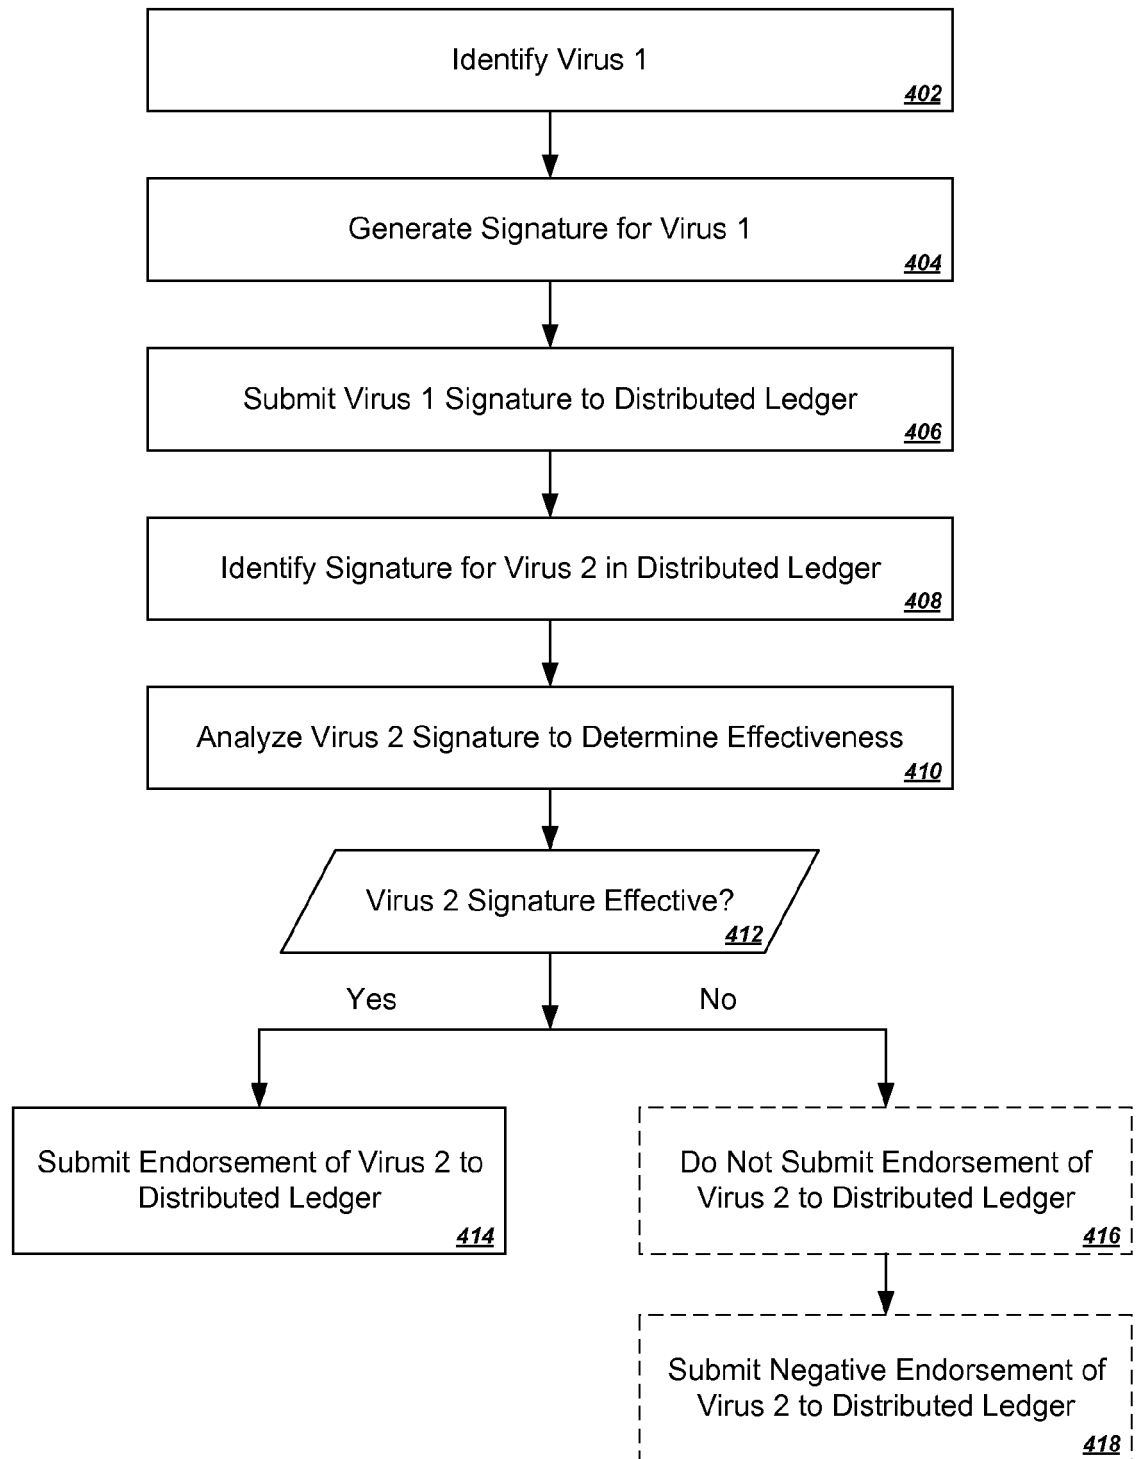 Identify Virus 1
402
Generate Signature for Virus 1
404
Submit Virus 1 Signature to Distributed Ledger
406
Identify Signature for Virus 2 in Distributed Ledger
408
Analyze Virus 2 Signature to Determine Effectiveness
410
Virus 2 Signature Effective?
412
Yes
No
Submit Endorsement of Virus 2 to
Distributed Ledger
414
Do Not Submit Endorsement of
Virus 2 to Distributed Ledger
416
Submit Negative Endorsement of
Virus 2 to Distributed Ledger
418